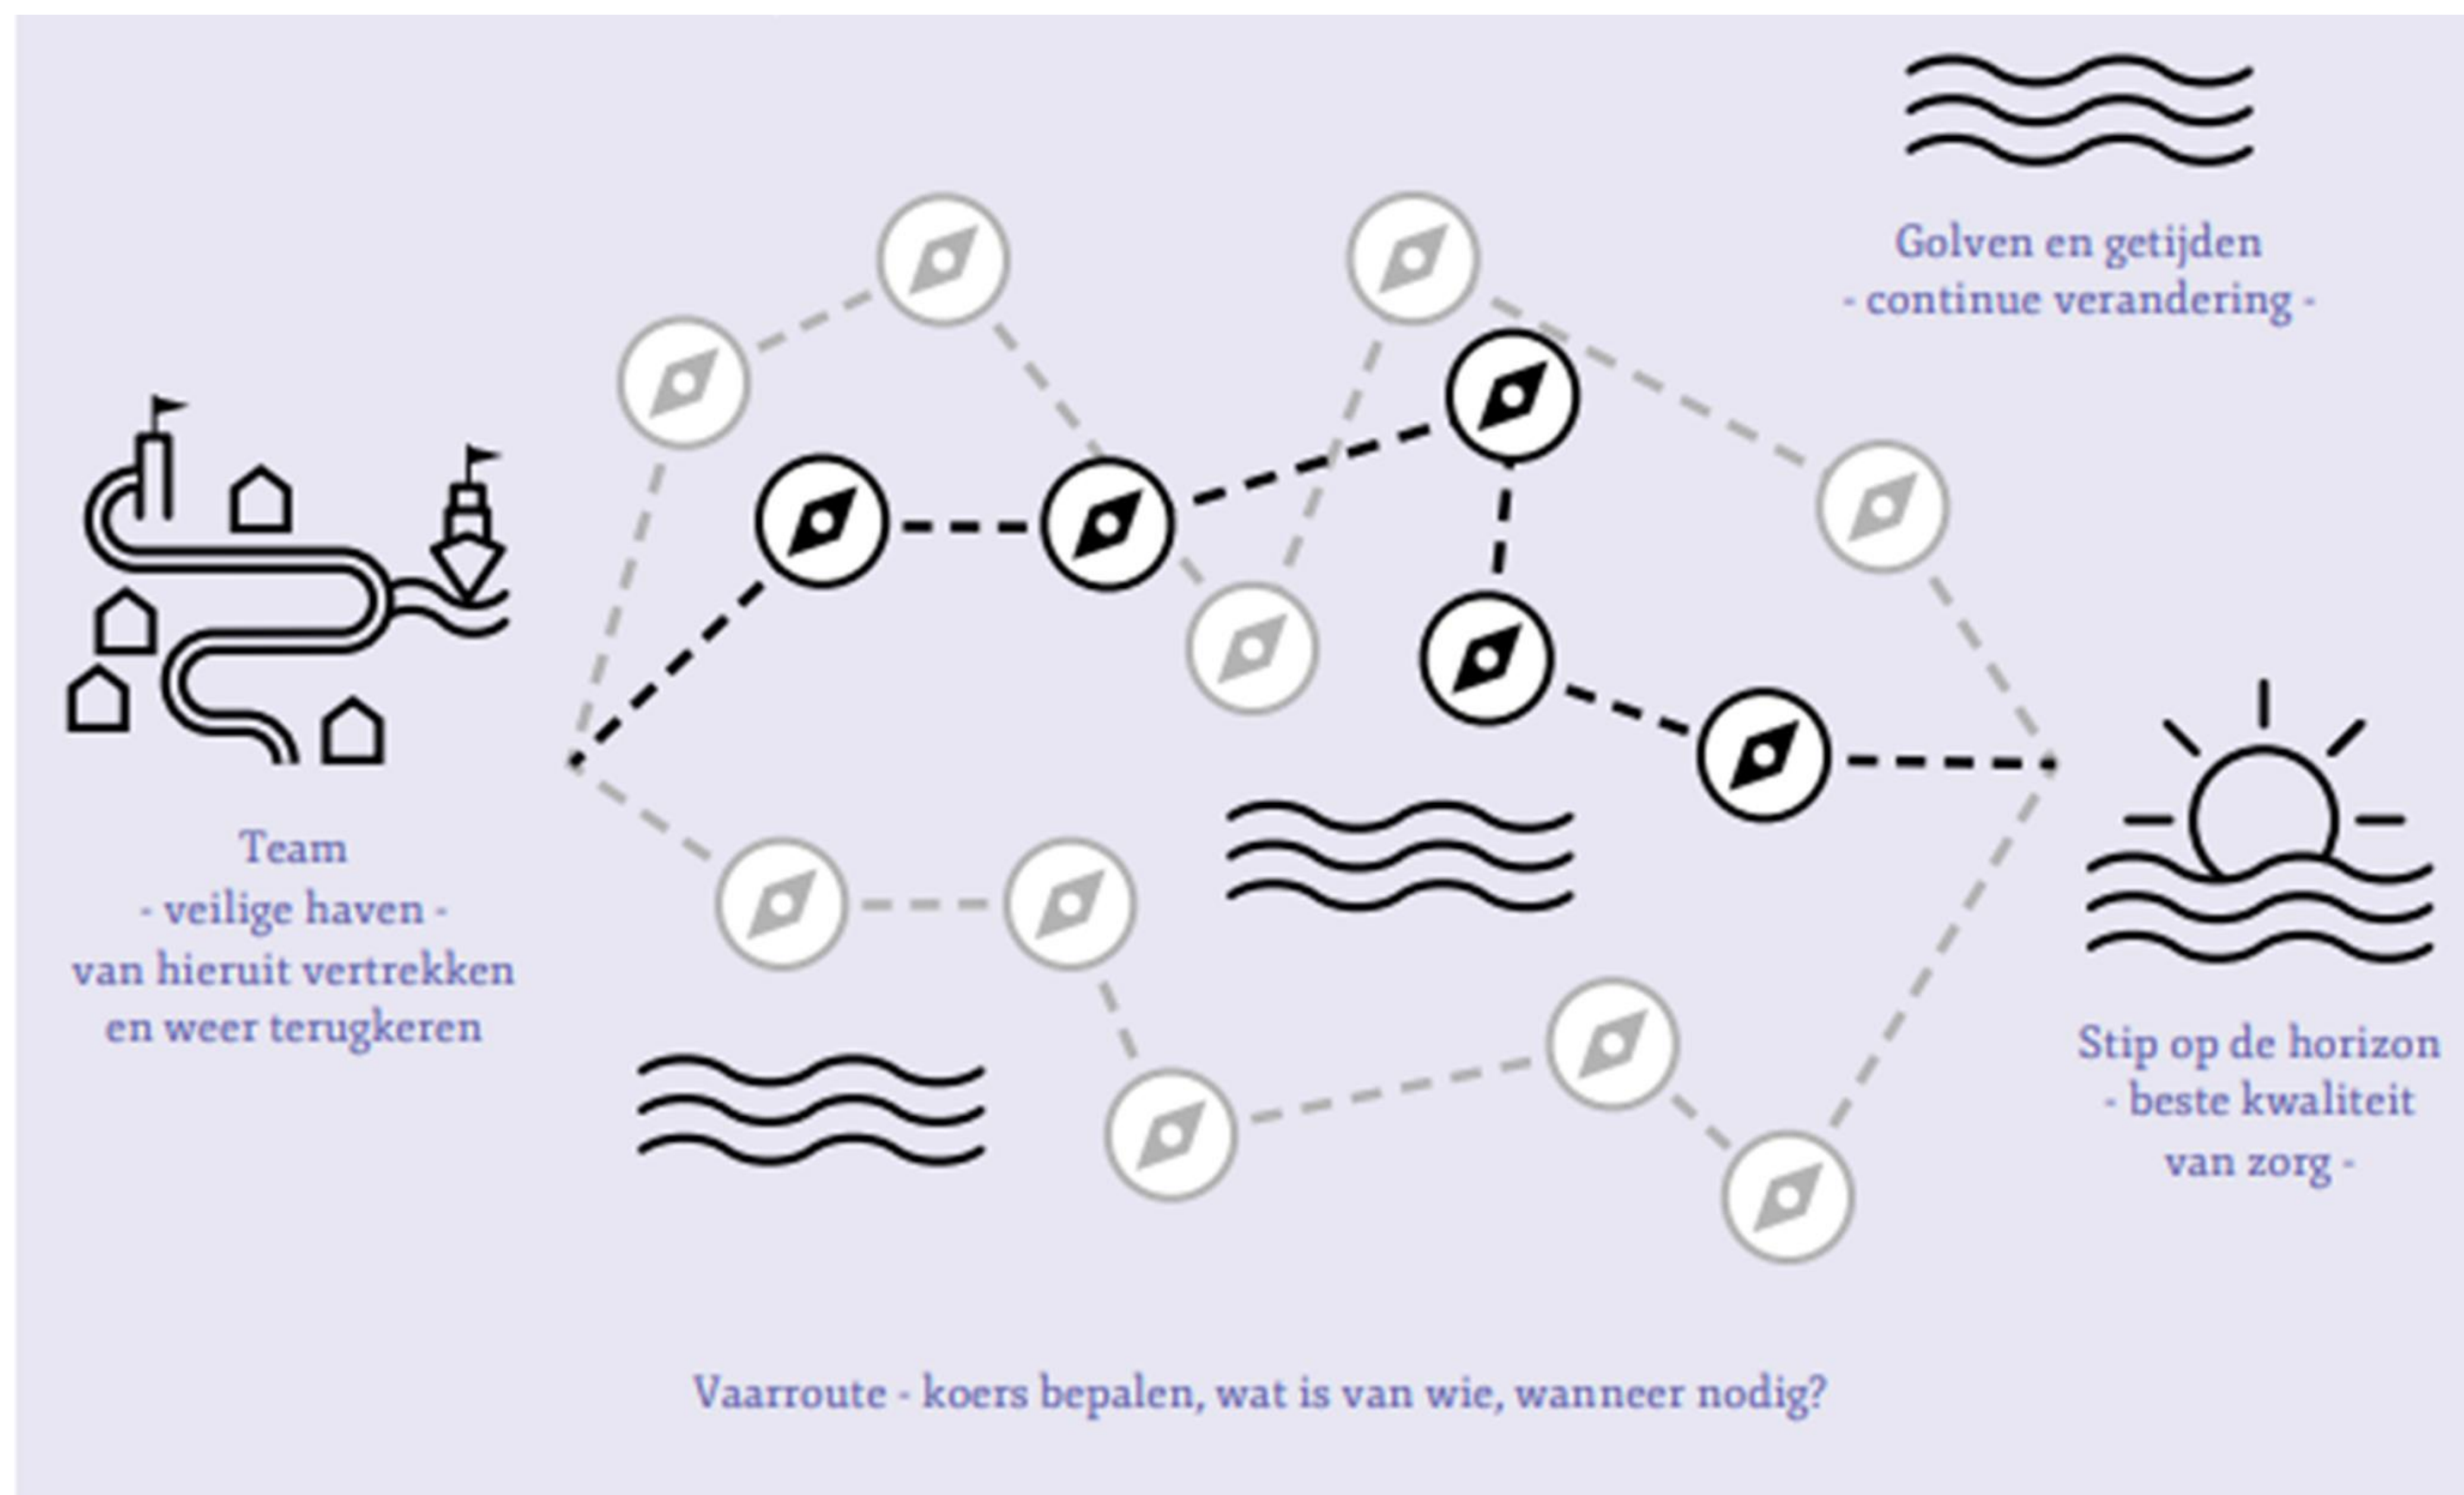 Golven en getijden
- continue verandering -
Team
- veilige haven -
van hieruit vertrekken
en weer terugkeren
Stip op de horizon
- beste kwaliteit
van zorg -
Vaarroute - koers bepalen, wat is van wie, wanneer nodig?